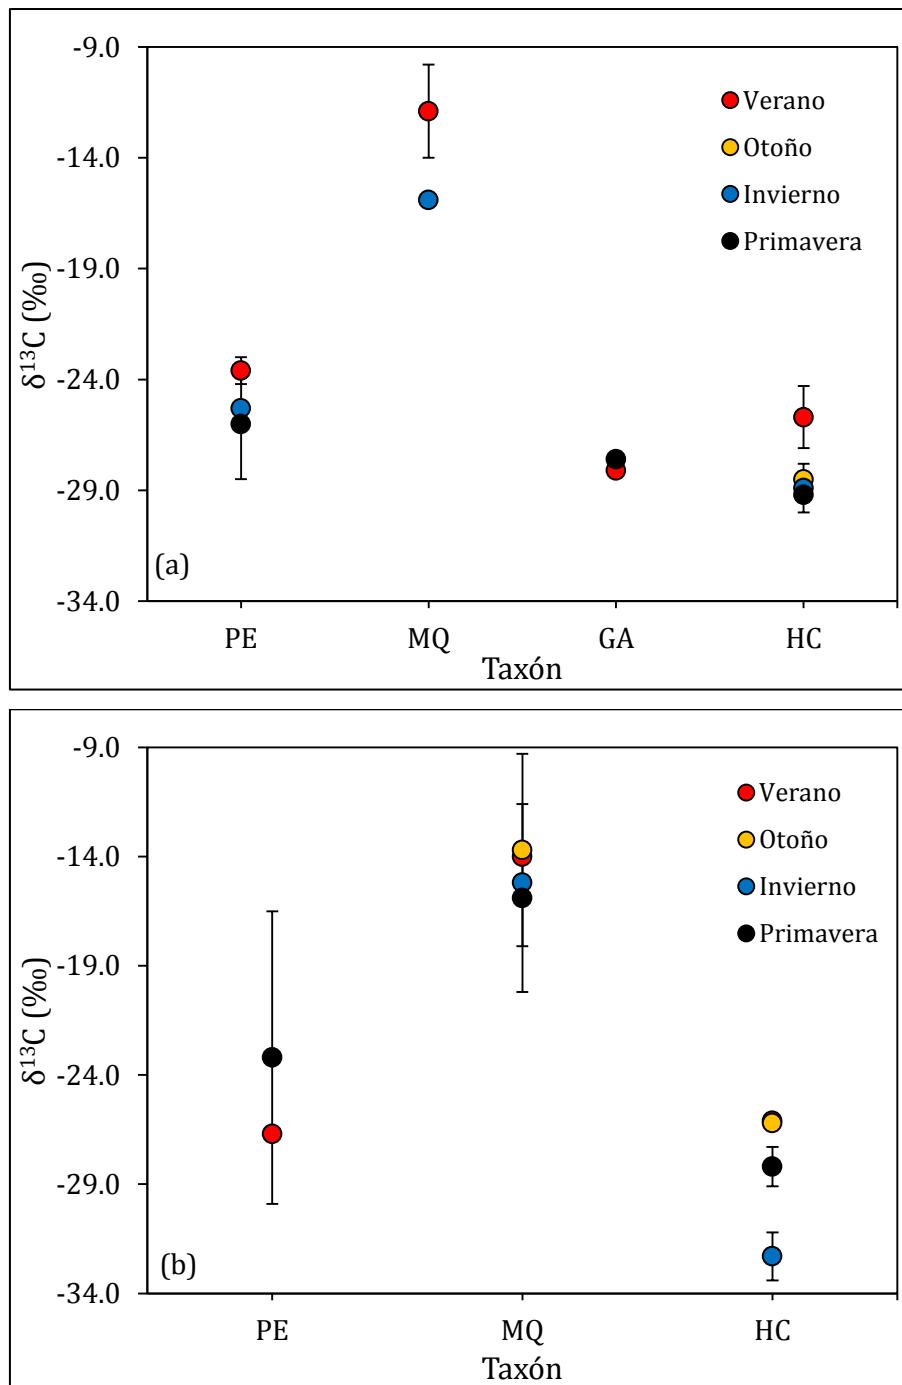 -9.0
-14.0
-19.0
-24.0
-29.0
-34.0
δ¹³C (‰)
Verano
Otoño
Invierno
Primavera
(a)
PE MQ GA HC
Taxón
-9.0
-14.0
-19.0
-24.0
-29.0
-34.0
δ¹³C (‰)
Verano
Otoño
Invierno
Primavera
(b)
PE MQ HC
Taxón